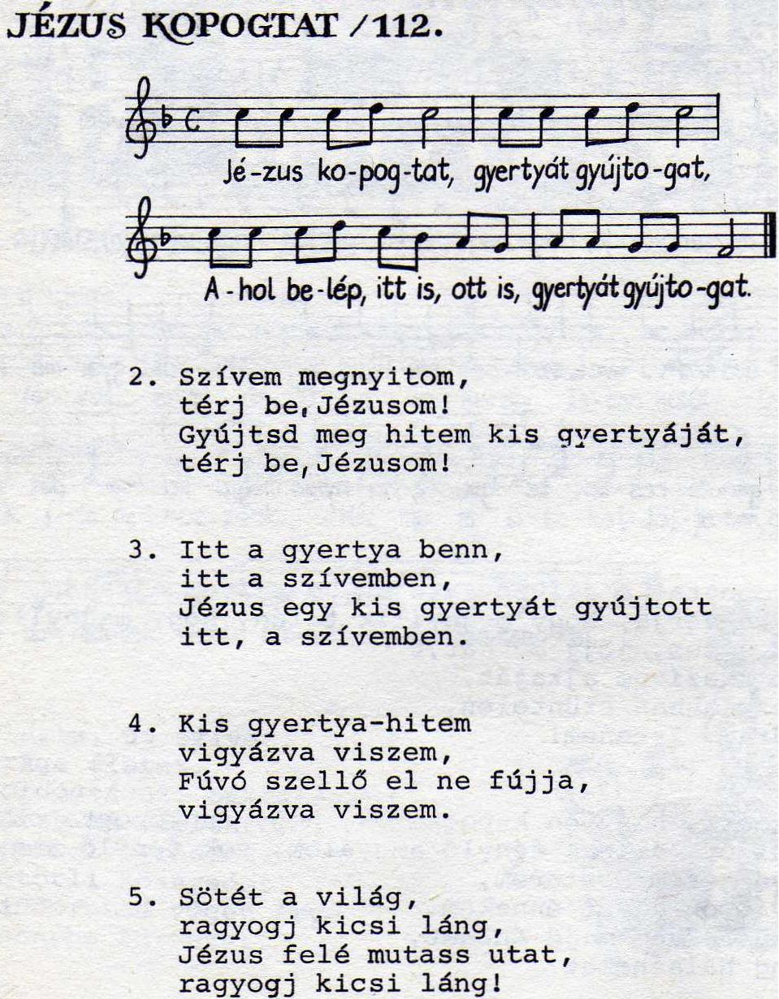 JÉZUS KOPOGTAT /112.
Jé-zus ko-pog-tat, gyertyát gyújto-gat,
A-hol be-lép, itt is, ott is, gyertyát gyújto-gat.
2. Szívem megnyitom,
térj be, Jézusom!
Gyújtsd meg hitem kis gyertyáját,
térj be, Jézusom!
3. Itt a gyertya benn,
itt a szívemben,
Jézus egy kis gyertyát gyújtott
itt, a szívemben.
4. Kis gyertya-hitem
vigyázva viszem,
Fúvó szellő el ne fújja,
vigyázva viszem.
5. Sötét a világ,
ragyogj kicsi láng,
Jézus felé mutass utat,
ragyogj kicsi láng!